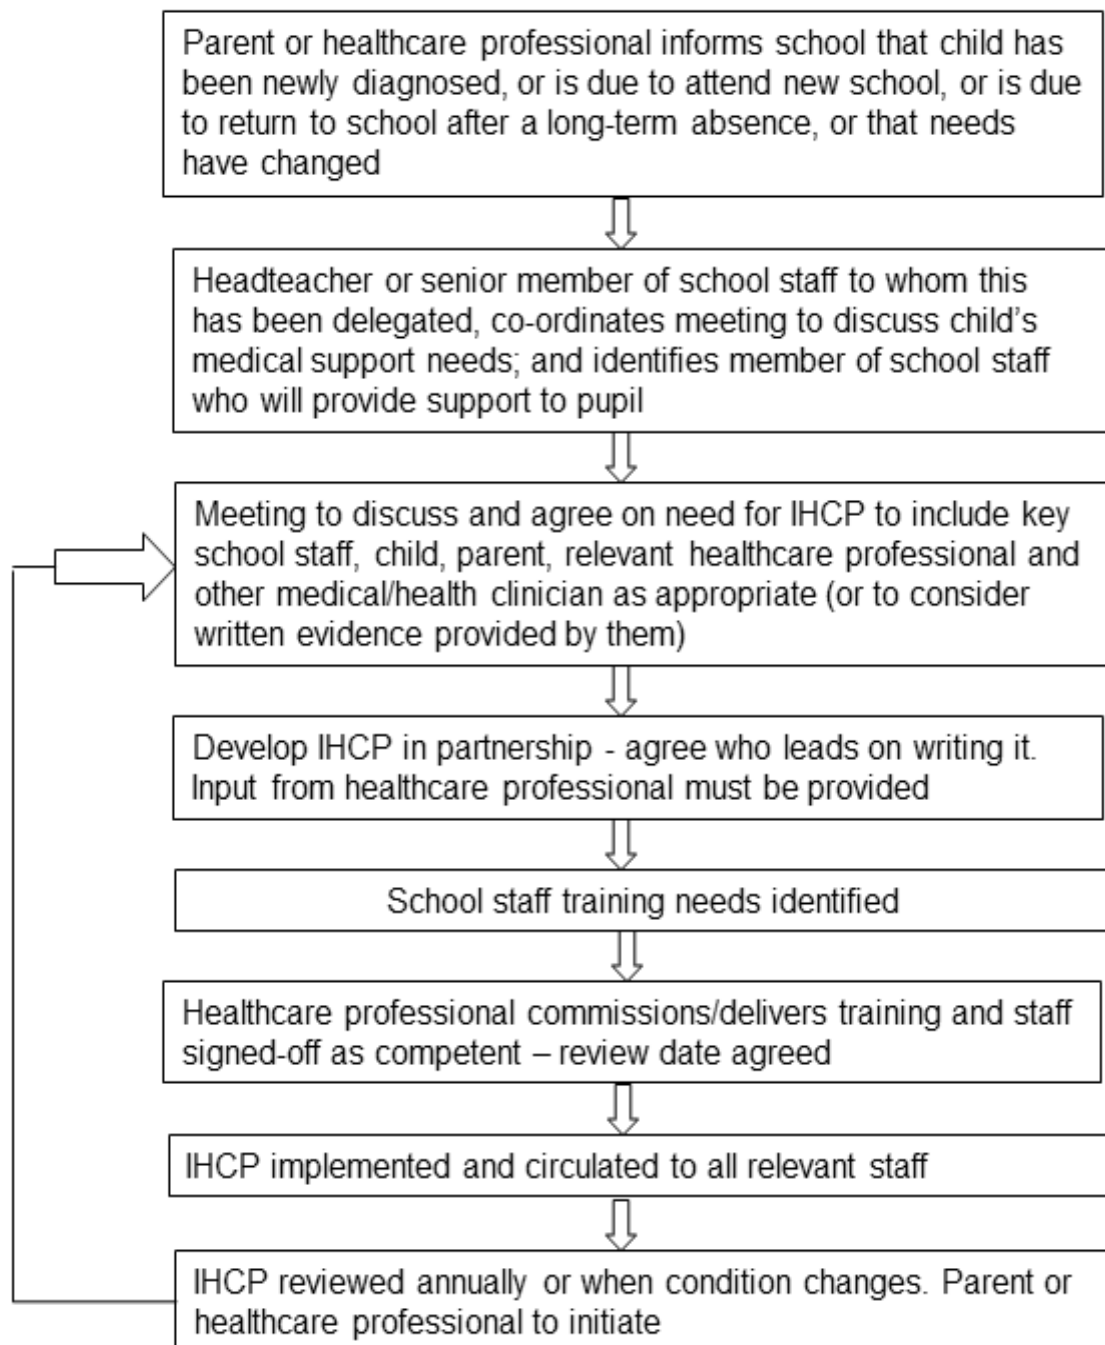 Parent or healthcare professional informs school that child has
been newly diagnosed, or is due to attend new school, or is due
to return to school after a long-term absence, or that needs
have changed
Headteacher or senior member of school staff to whom this
has been delegated, co-ordinates meeting to discuss child's
medical support needs; and identifies member of school staff
who will provide support to pupil
Meeting to discuss and agree on need for IHCP to include key
school staff, child, parent, relevant healthcare professional and
other medical/health clinician as appropriate (or to consider
written evidence provided by them)
Develop IHCP in partnership - agree who leads on writing it.
Input from healthcare professional must be provided
School staff training needs identified
Healthcare professional commissions/delivers training and staff
signed-off as competent – review date agreed
IHCP implemented and circulated to all relevant staff
IHCP reviewed annually or when condition changes. Parent or
healthcare professional to initiate